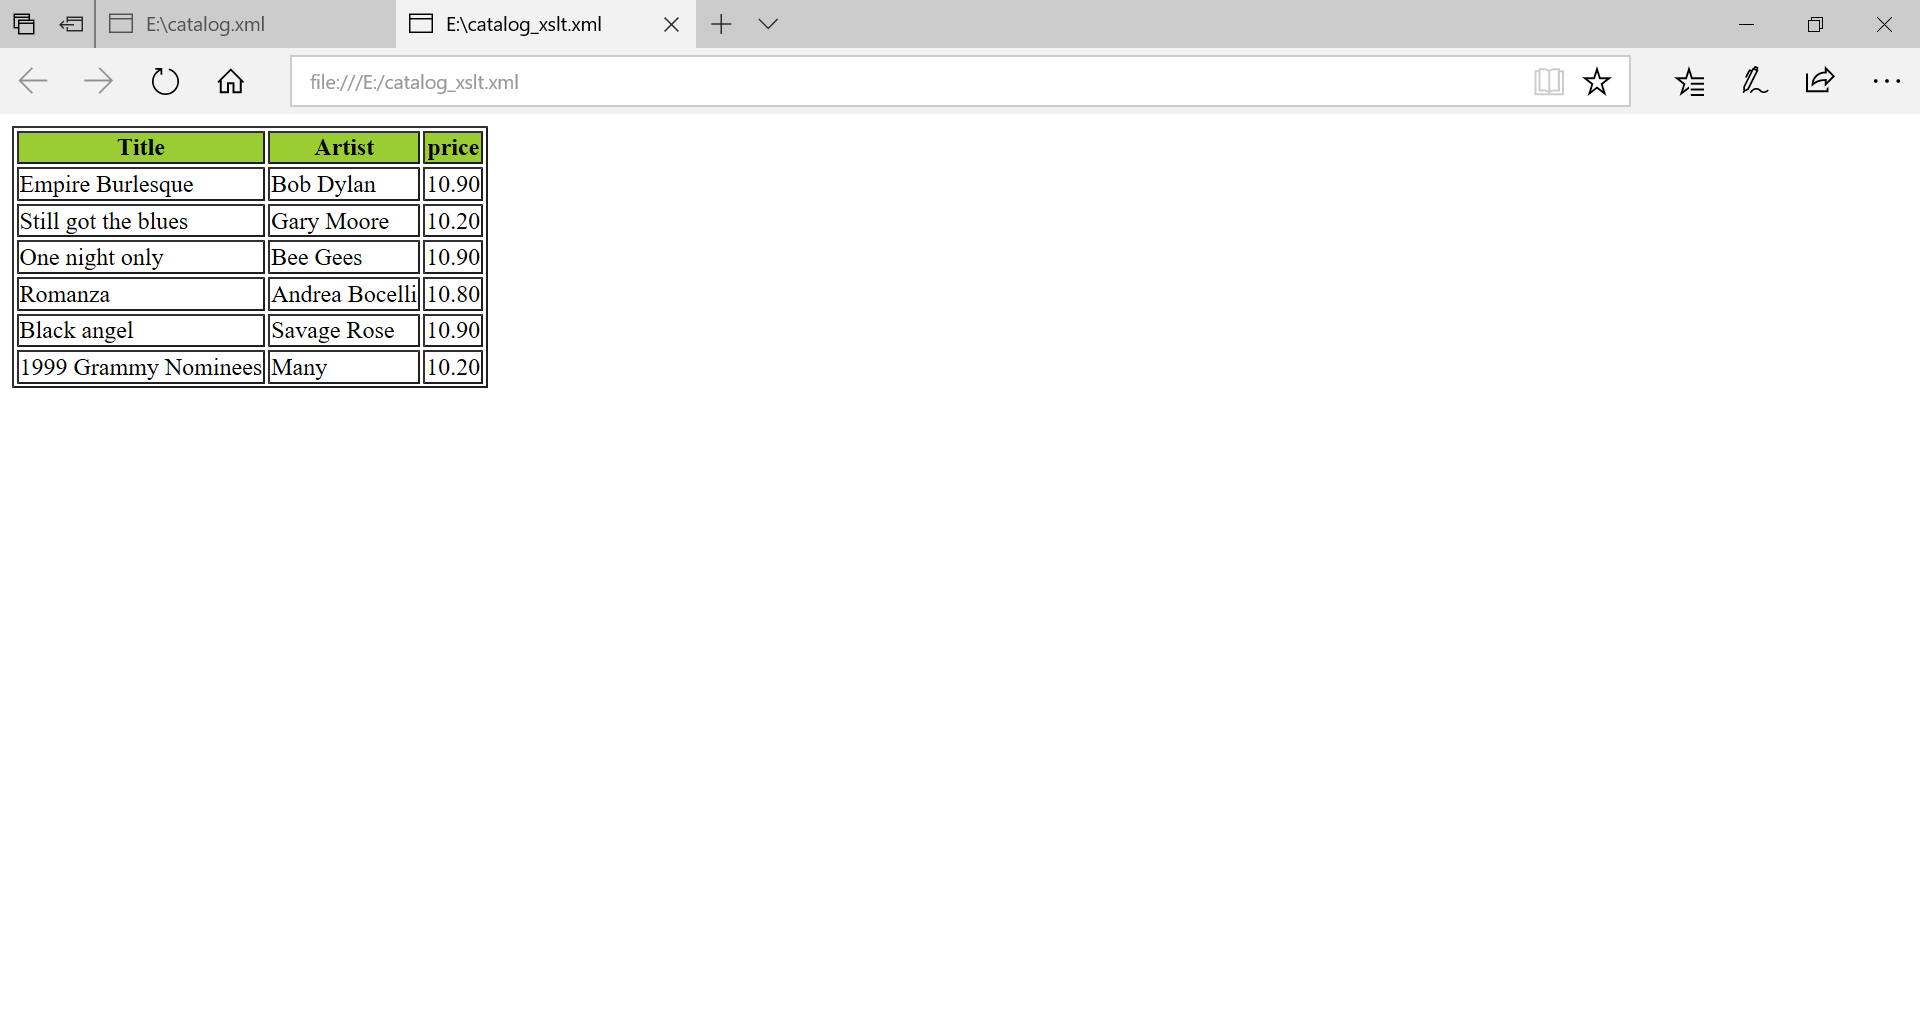 E:\catalog.xml E:\catalog_xslt.xml
file:///E:/catalog_xslt.xml
Title Artist price
Empire Burlesque Bob Dylan 10.90
Still got the blues Gary Moore 10.20
One night only Bee Gees 10.90
Romanza Andrea Bocelli 10.80
Black angel Savage Rose 10.90
1999 Grammy Nominees Many 10.20